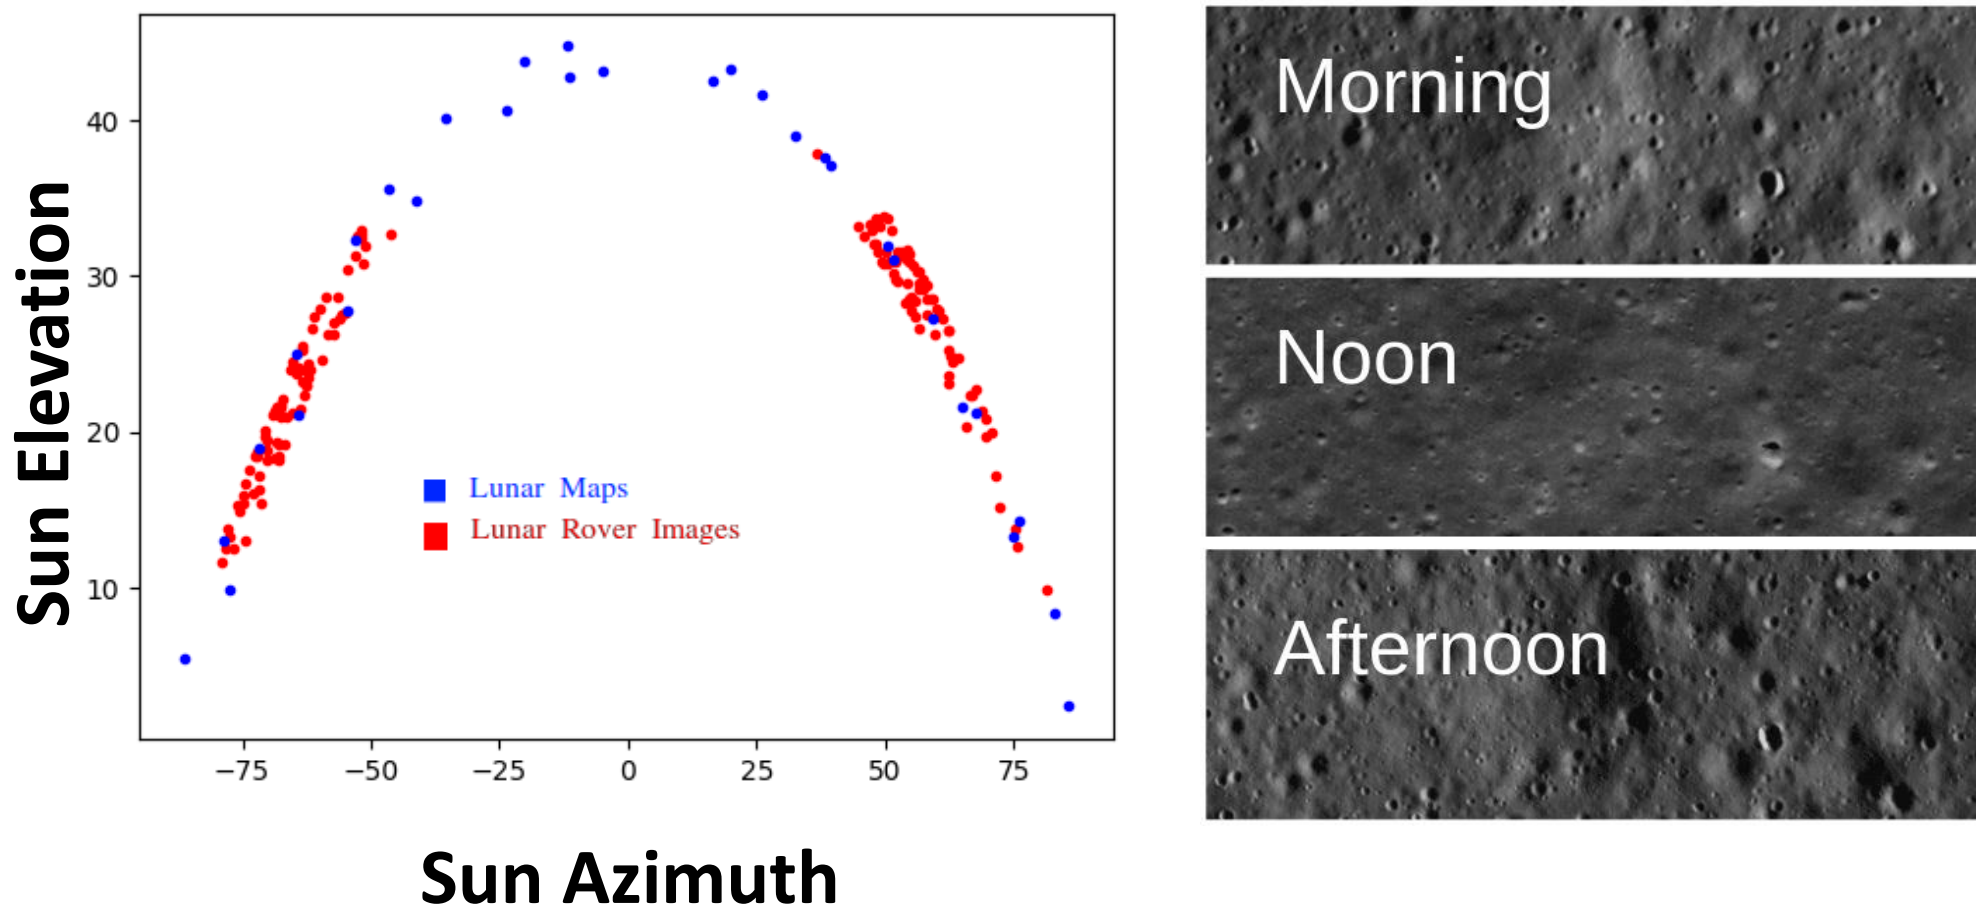 Sun Elevation
40
30
20
10
Lunar Maps
Lunar Rover Images
−75 −50 −25 0 25 50 75
Sun Azimuth
Morning
Noon
Afternoon